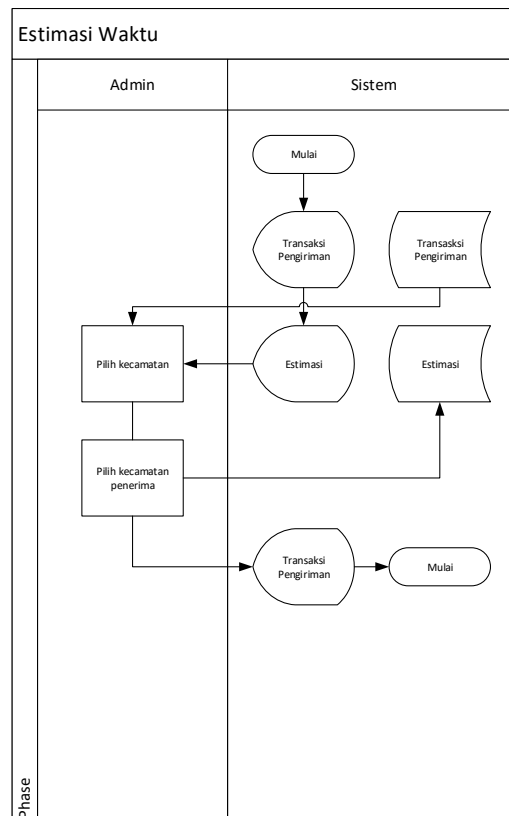 Estimasi Waktu
Admin
Sistem
Mulai
Transaksi
Pengiriman
Transasksi
Pengiriman
Pilih kecamatan
Estimasi
Estimasi
Pilih kecamatan
penerima
Transaksi
Pengiriman
Mulai
Phase